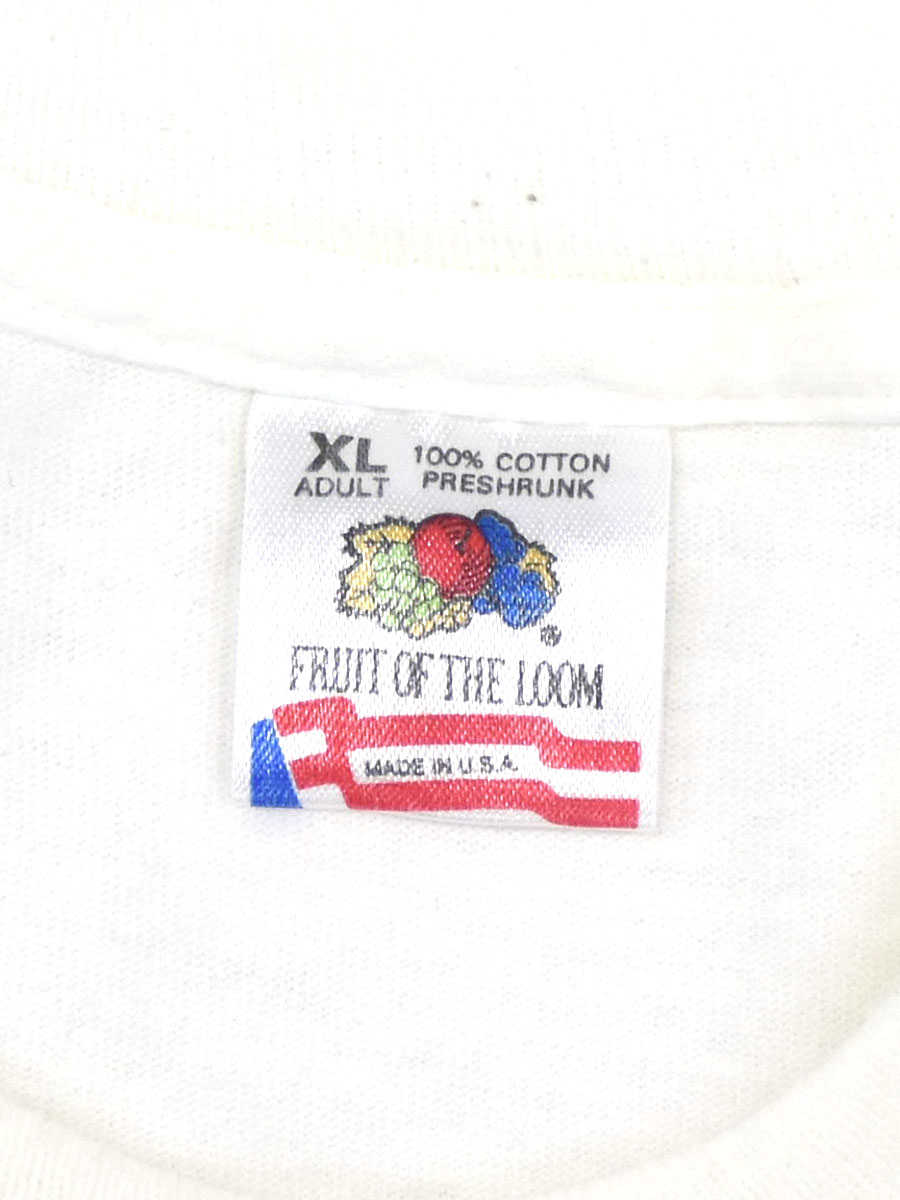 XL
ADULT
100% COTTON
PRESHRUNK
®
FRUIT OF THE LOOM
MADE IN U.S.A.